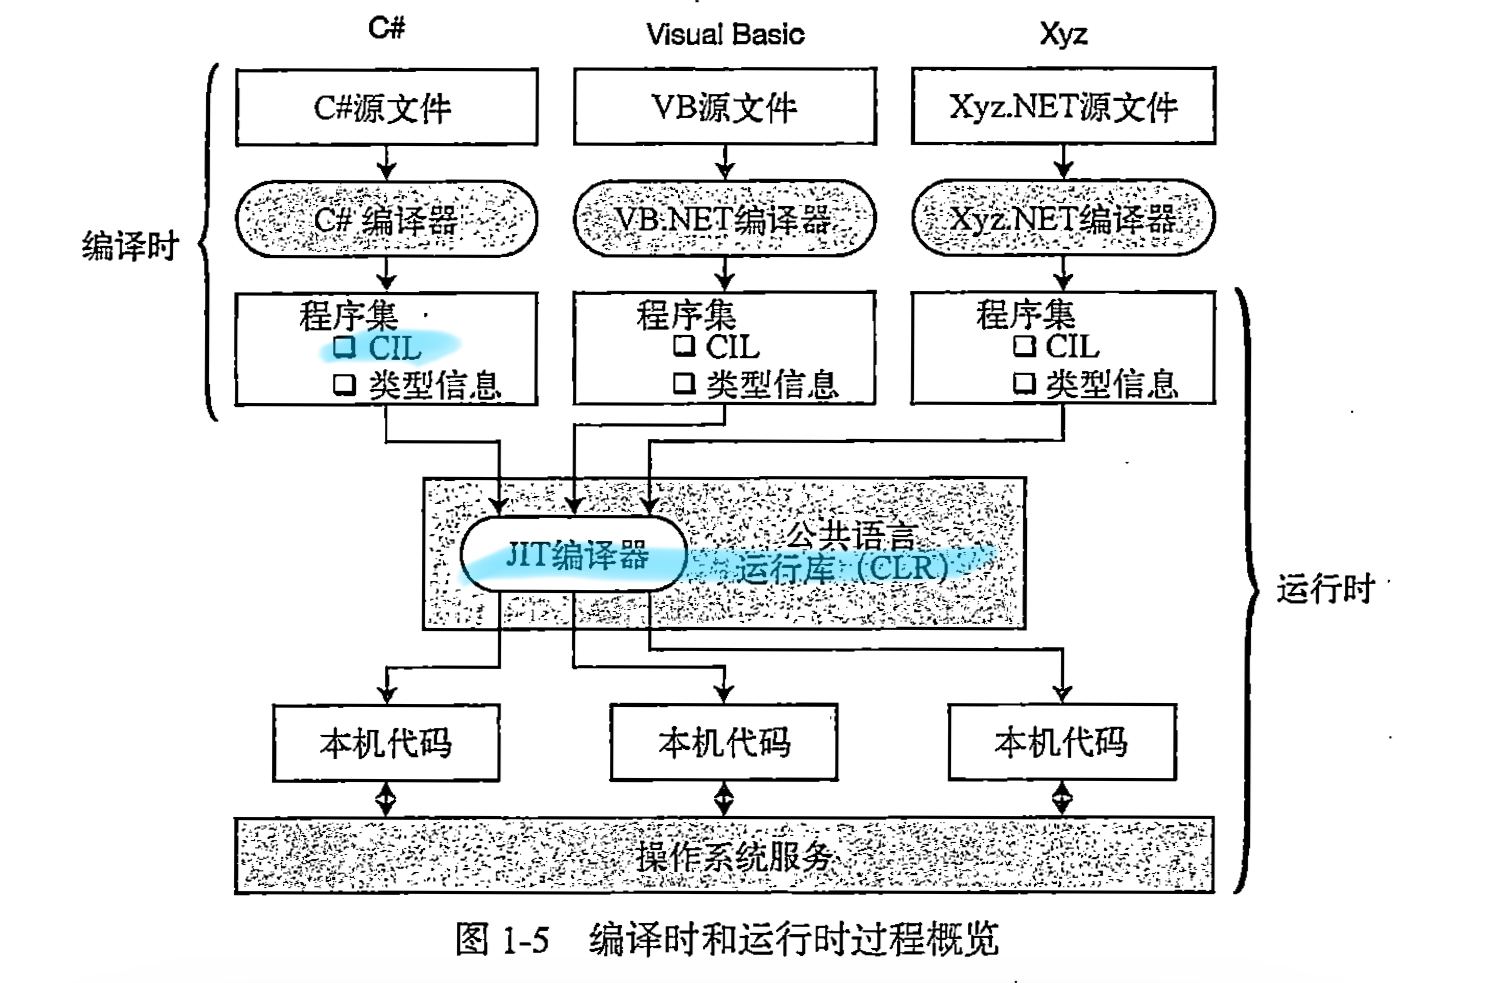 C#
Visual Basic
Xyz
C#源文件
VB源文件
Xyz.NET源文件
编译时
C# 编译器
VB.NET编译器
Xyz.NET编译器
程序集
❑ CIL
❑ 类型信息
程序集
❑ CIL
❑ 类型信息
程序集
❑ CIL
❑ 类型信息
JIT编译器
公共语言
运行库（CLR）
运行时
本机代码
本机代码
本机代码
操作系统服务
图 1-5 编译时和运行时过程概览